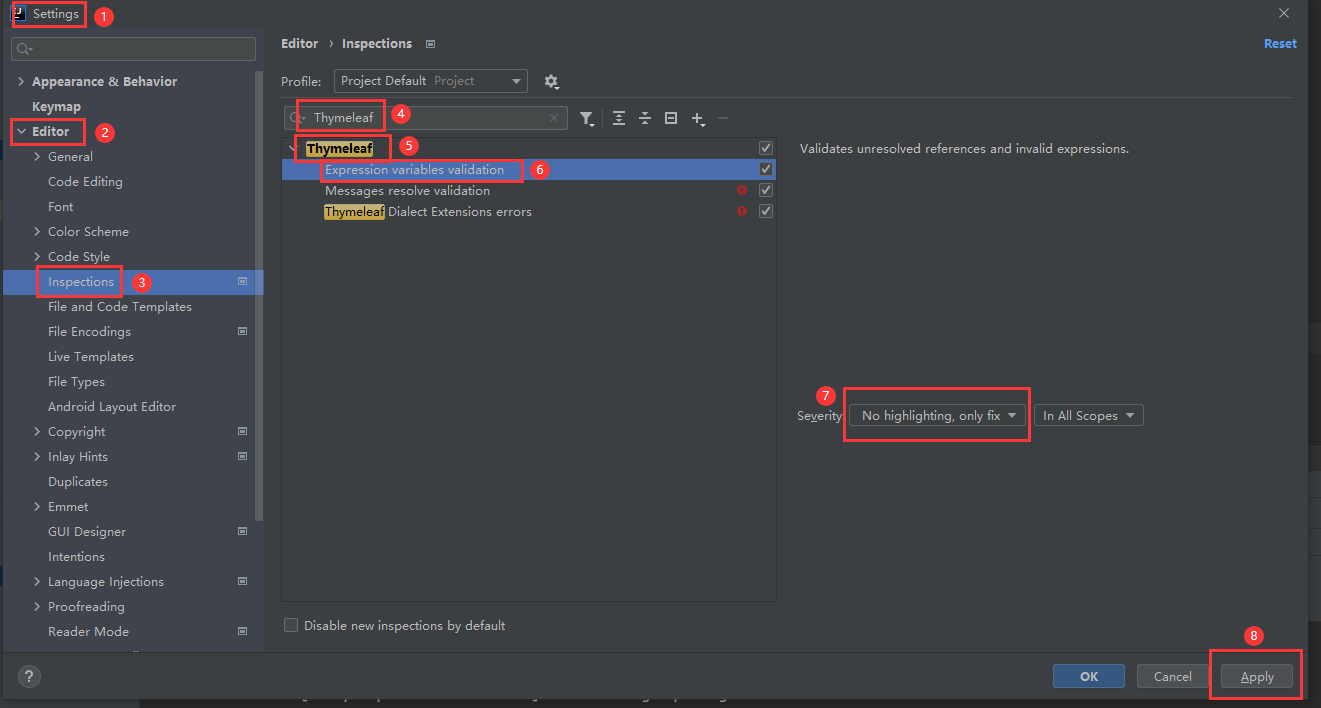 Settings
1
Editor › Inspections
Reset
Appearance & Behavior
Keymap
Editor
2
General
Code Editing
Font
Color Scheme
Code Style
Inspections
3
File and Code Templates
File Encodings
Live Templates
File Types
Android Layout Editor
Copyright
Inlay Hints
Duplicates
Emmet
GUI Designer
Intentions
Language Injections
Proofreading
Reader Mode
Profile: Project Default Project
Thymeleaf
4
Thymeleaf
5
Expression variables validation
6
Messages resolve validation
Thymeleaf Dialect Extensions errors
Validates unresolved references and invalid expressions.
7
Severity No highlighting, only fix In All Scopes
Disable new inspections by default
8
?
OK Cancel Apply